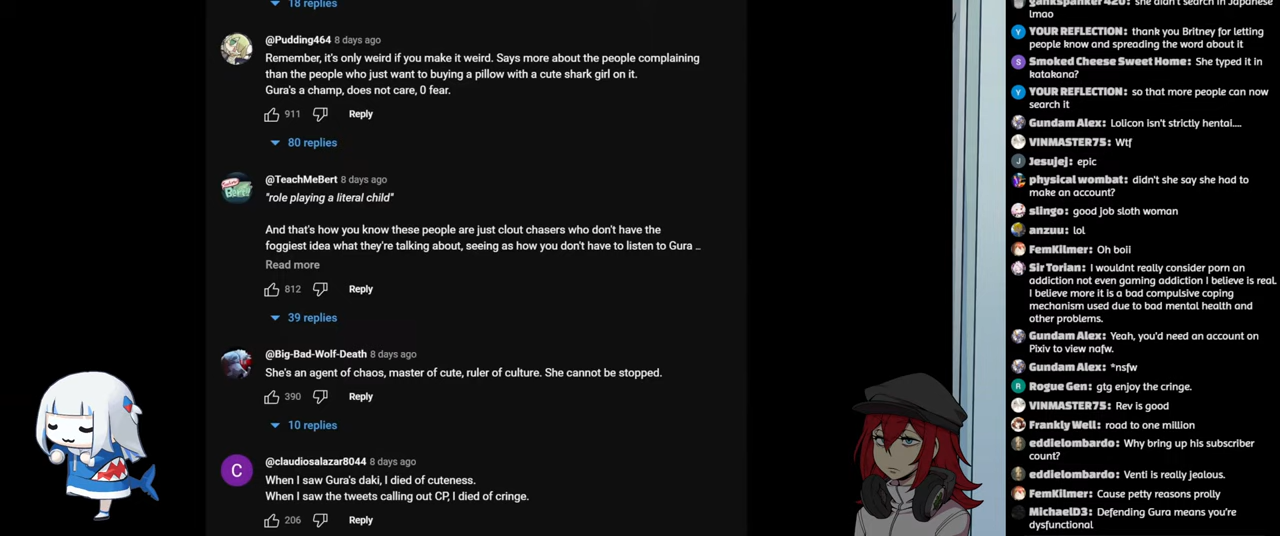 18 replies
@Pudding464 8 days ago
Remember, it's only weird if you make it weird. Says more about the people complaining
than the people who just want to buying a pillow with a cute shark girl on it.
Gura's a champ, does not care, 0 fear.
911 Reply
80 replies
@TeachMeBert 8 days ago
"role playing a literal child"
And that's how you know these people are just clout chasers who don't have the
foggiest idea what they're talking about, seeing as how you don't have to listen to Gura ...
Read more
812 Reply
39 replies
@Big-Bad-Wolf-Death 8 days ago
She's an agent of chaos, master of cute, ruler of culture. She cannot be stopped.
390 Reply
10 replies
C
@claudiosalazar8044 8 days ago
When I saw Gura's daki, I died of cuteness.
When I saw the tweets calling out CP, I died of cringe.
206 Reply
gankspanker420: she didn't search in Japanese
lmao
YOUR REFLECTION: thank you Britney for letting
people know and spreading the word about it
Smoked Cheese Sweet Home: She typed it in
katakana?
YOUR REFLECTION: so that more people can now
search it
Gundam Alex: Lolicon isn't strictly hentai....
VINMASTER75: Wtf
Jesujej: epic
physical wombat: didn't she say she had to
make an account?
slingo: good job sloth woman
anzuu: lol
FemKilmer: Oh boii
Sir Torian: I wouldnt really consider porn an
addiction not even gaming addiction I believe is real.
I believe more it is a bad compulsive coping
mechanism used due to bad mental health and
other problems.
Gundam Alex: Yeah, you'd need an account on
Pixiv to view nafw.
Gundam Alex: *nsfw
Rogue Gen: gtg enjoy the cringe.
VINMASTER75: Rev is good
Frankly Well: road to one million
eddielombardo: Why bring up his subscriber
count?
eddielombardo: Venti is really jealous.
FemKilmer: Cause petty reasons prolly
MichaelD3: Defending Gura means you're
dysfunctional